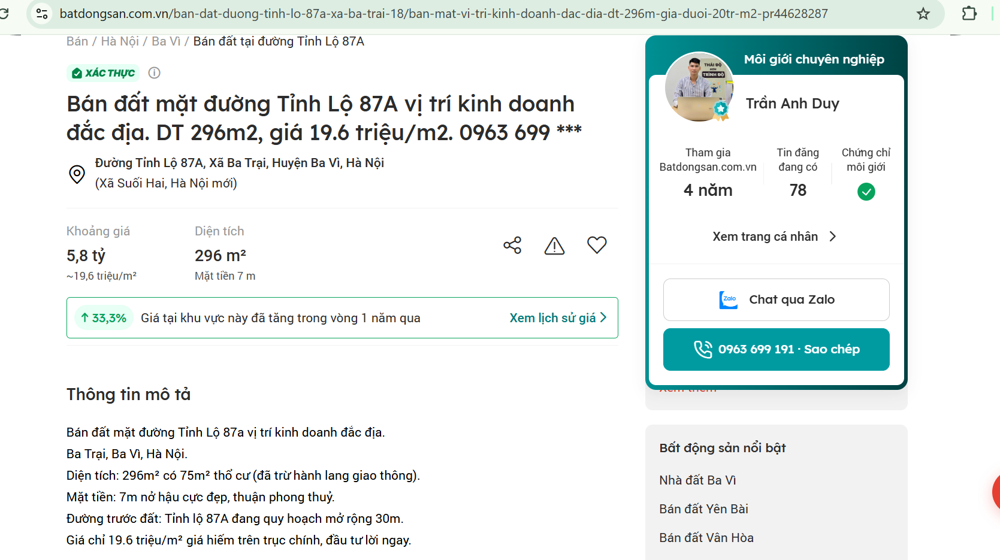 batdongsan.com.vn/ban-dat-duong-tinh-lo-87a-xa-ba-trai-18/ban-mat-vi-tri-kinh-doanh-dac-dia-dt-296m-gia-duoi-20tr-m2-pr44628287
Bán / Hà Nội / Ba Vì / Bán đất tại đường Tỉnh Lộ 87A
XÁC THỰC
Bán đất mặt đường Tỉnh Lộ 87A vị trí kinh doanh
đắc địa. DT 296m2, giá 19.6 triệu/m2. 0963 699 ***
Đường Tỉnh Lộ 87A, Xã Ba Trại, Huyện Ba Vì, Hà Nội
(Xã Suối Hai, Hà Nội mới)
Khoảng giá
5,8 tỷ
~19,6 triệu/m²
Diện tích
296 m²
Mặt tiền 7 m
33,3% Giá tại khu vực này đã tăng trong vòng 1 năm qua Xem lịch sử giá
Thông tin mô tả
Bán đất mặt đường Tỉnh Lộ 87a vị trí kinh doanh đắc địa.
Ba Trại, Ba Vì, Hà Nội.
Diện tích: 296m² có 75m² thổ cư (đã trừ hành lang giao thông).
Mặt tiền: 7m nở hậu cực đẹp, thuận phong thuỷ.
Đường trước đất: Tỉnh lộ 87A đang quy hoạch mở rộng 30m.
Giá chỉ 19.6 triệu/m² giá hiếm trên trục chính, đầu tư lời ngay.
Môi giới chuyên nghiệp
THÁI ĐỘ
HƠN
TRÌNH ĐỘ
Trần Anh Duy
Tham gia
Batdongsan.com.vn
4 năm
Tin đăng
đang có
78
Chứng chỉ
môi giới
Xem trang cá nhân
Zalo Chat qua Zalo
0963 699 191 · Sao chép
Xem thêm
Bất động sản nổi bật
Nhà đất Ba Vì
Bán đất Yên Bài
Bán đất Vân Hòa